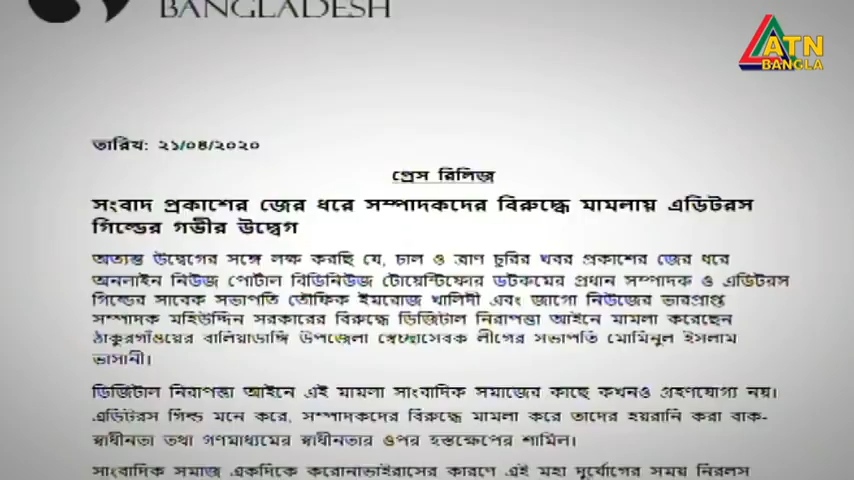 BANGLADESH
ATN
BANGLA
তারিখ: ২১/০৪/২০২০
প্রেস রিলিজ
সংবাদ প্রকাশের জের ধরে সম্পাদকদের বিরুদ্ধে মামলায় এডিটরস
গিল্ডের গভীর উদ্বেগ
অত্যন্ত উদ্বেগের সঙ্গে লক্ষ করছি যে, চাল ও ত্রাণ চুরির খবর প্রকাশের জের ধরে
অনলাইন নিউজ পোর্টাল বিডিনিউজ টোয়েন্টিফোর ডটকমের প্রধান সম্পাদক ও এডিটরস
গিল্ডের সাবেক সভাপতি তৌফিক ইমরোজ খালিদী এবং জাগো নিউজের ভারপ্রাপ্ত
সম্পাদক মহিউদ্দিন সরকারের বিরুদ্ধে ডিজিটাল নিরাপত্তা আইনে মামলা করেছেন
ঠাকুরগাঁওয়ের বালিয়াডাঙ্গি উপজেলা স্বেচ্ছাসেবক লীগের সভাপতি মোমিনুল ইসলাম
ভাসানী।
ডিজিটাল নিরাপত্তা আইনে এই মামলা সাংবাদিক সমাজের কাছে কখনও গ্রহণযোগ্য নয়।
এডিটরস গিল্ড মনে করে, সম্পাদকদের বিরুদ্ধে মামলা করে তাদের হয়রানি করা বাক-
স্বাধীনতা তথা গণমাধ্যমের স্বাধীনতার ওপর হস্তক্ষেপের শামিল।
সাংবাদিক সমাজ একদিকে করোনাভাইরাসের কারণে এই মহা দুর্যোগের সময় নিরলস